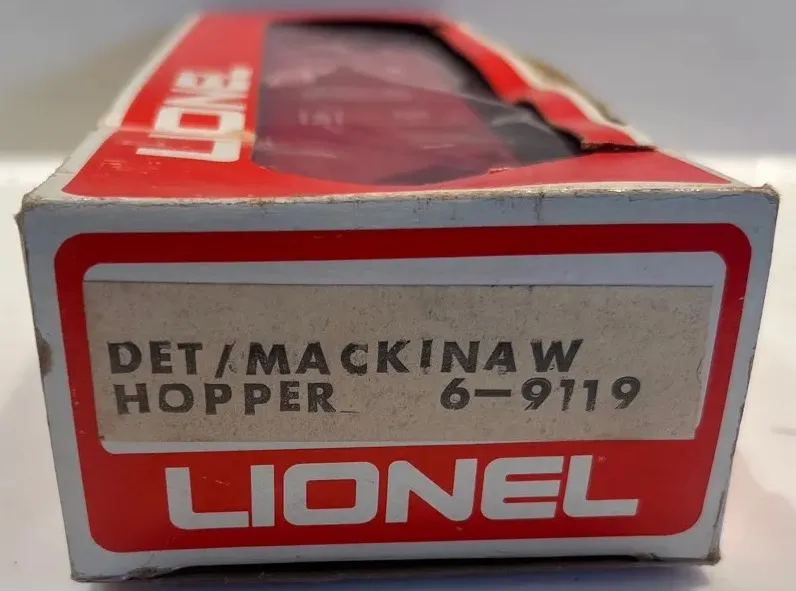 LIONEL
DET/MACKINAW
HOPPER 6-9119
LIONEL